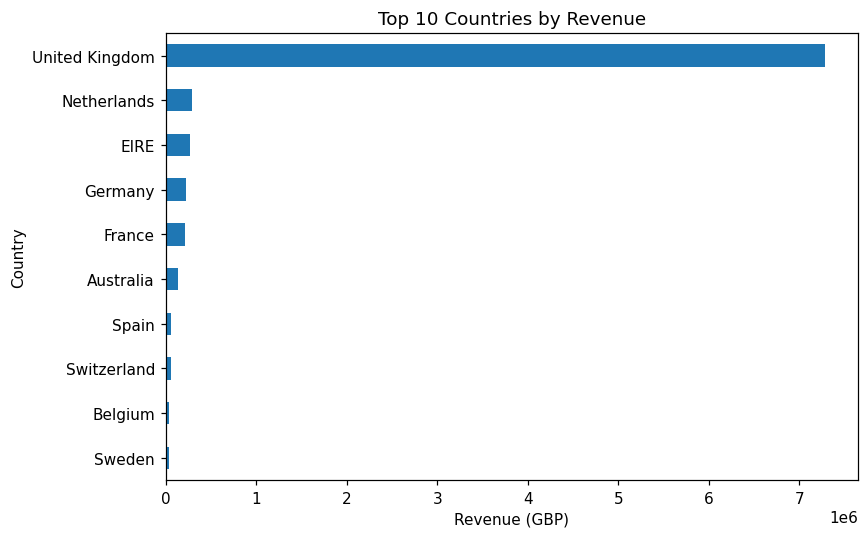 Top 10 Countries by Revenue
United Kingdom
Netherlands
EIRE
Germany
France
Australia
Spain
Switzerland
Belgium
Sweden
Country
0 1 2 3 4 5 6 7
1e6
Revenue (GBP)